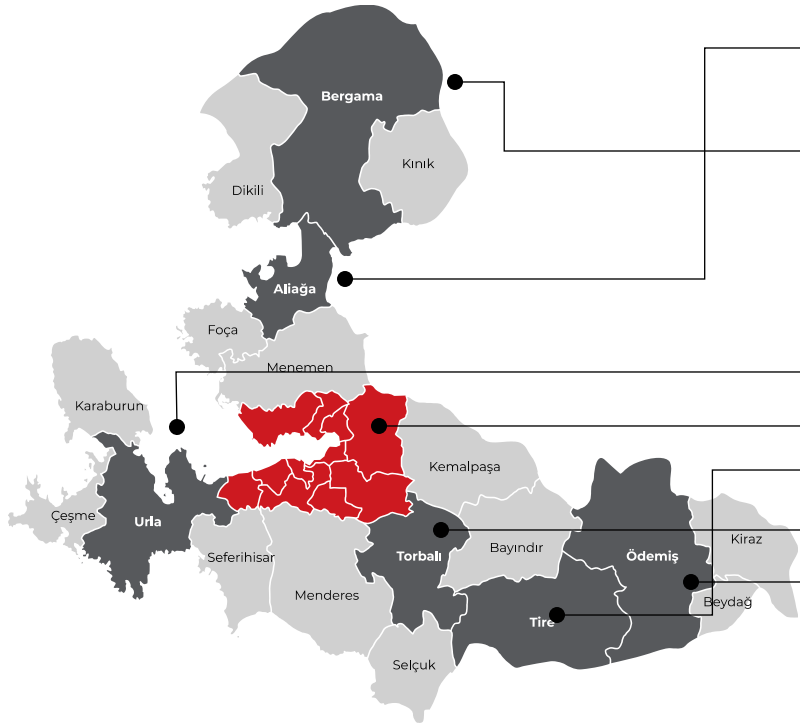 Bergama
Kınık
Dikili
Aliağa
Foça
Menemen
Karaburun
Kemalpaşa
Çeşme
Urla
Kiraz
Bayındır
Torbalı
Ödemiş
Seferihisar
Menderes
Beydağ
Tire
Selçuk